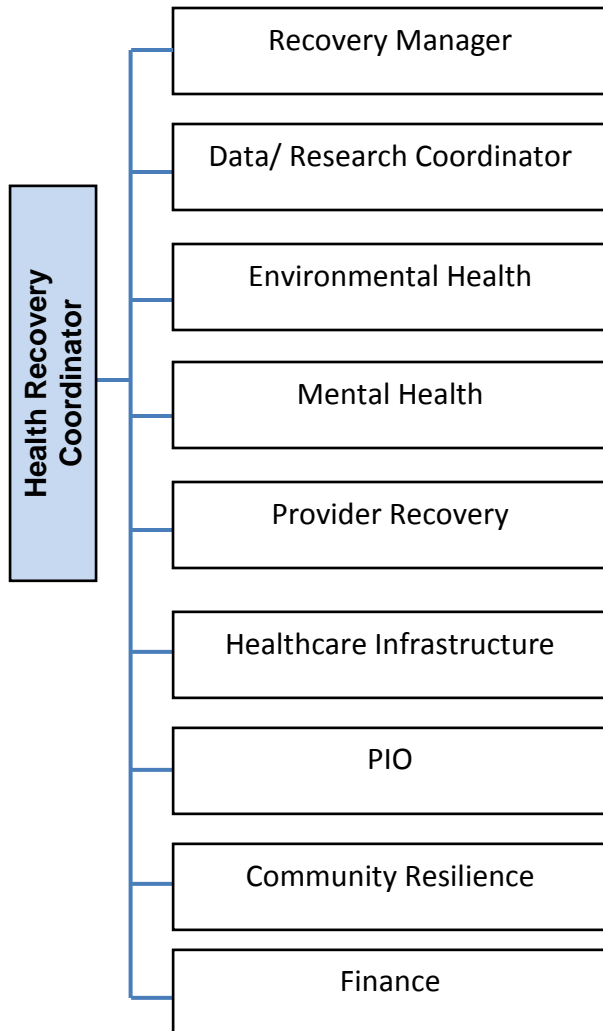 Health Recovery
Coordinator
Recovery Manager
Data/ Research Coordinator
Environmental Health
Mental Health
Provider Recovery
Healthcare Infrastructure
PIO
Community Resilience
Finance